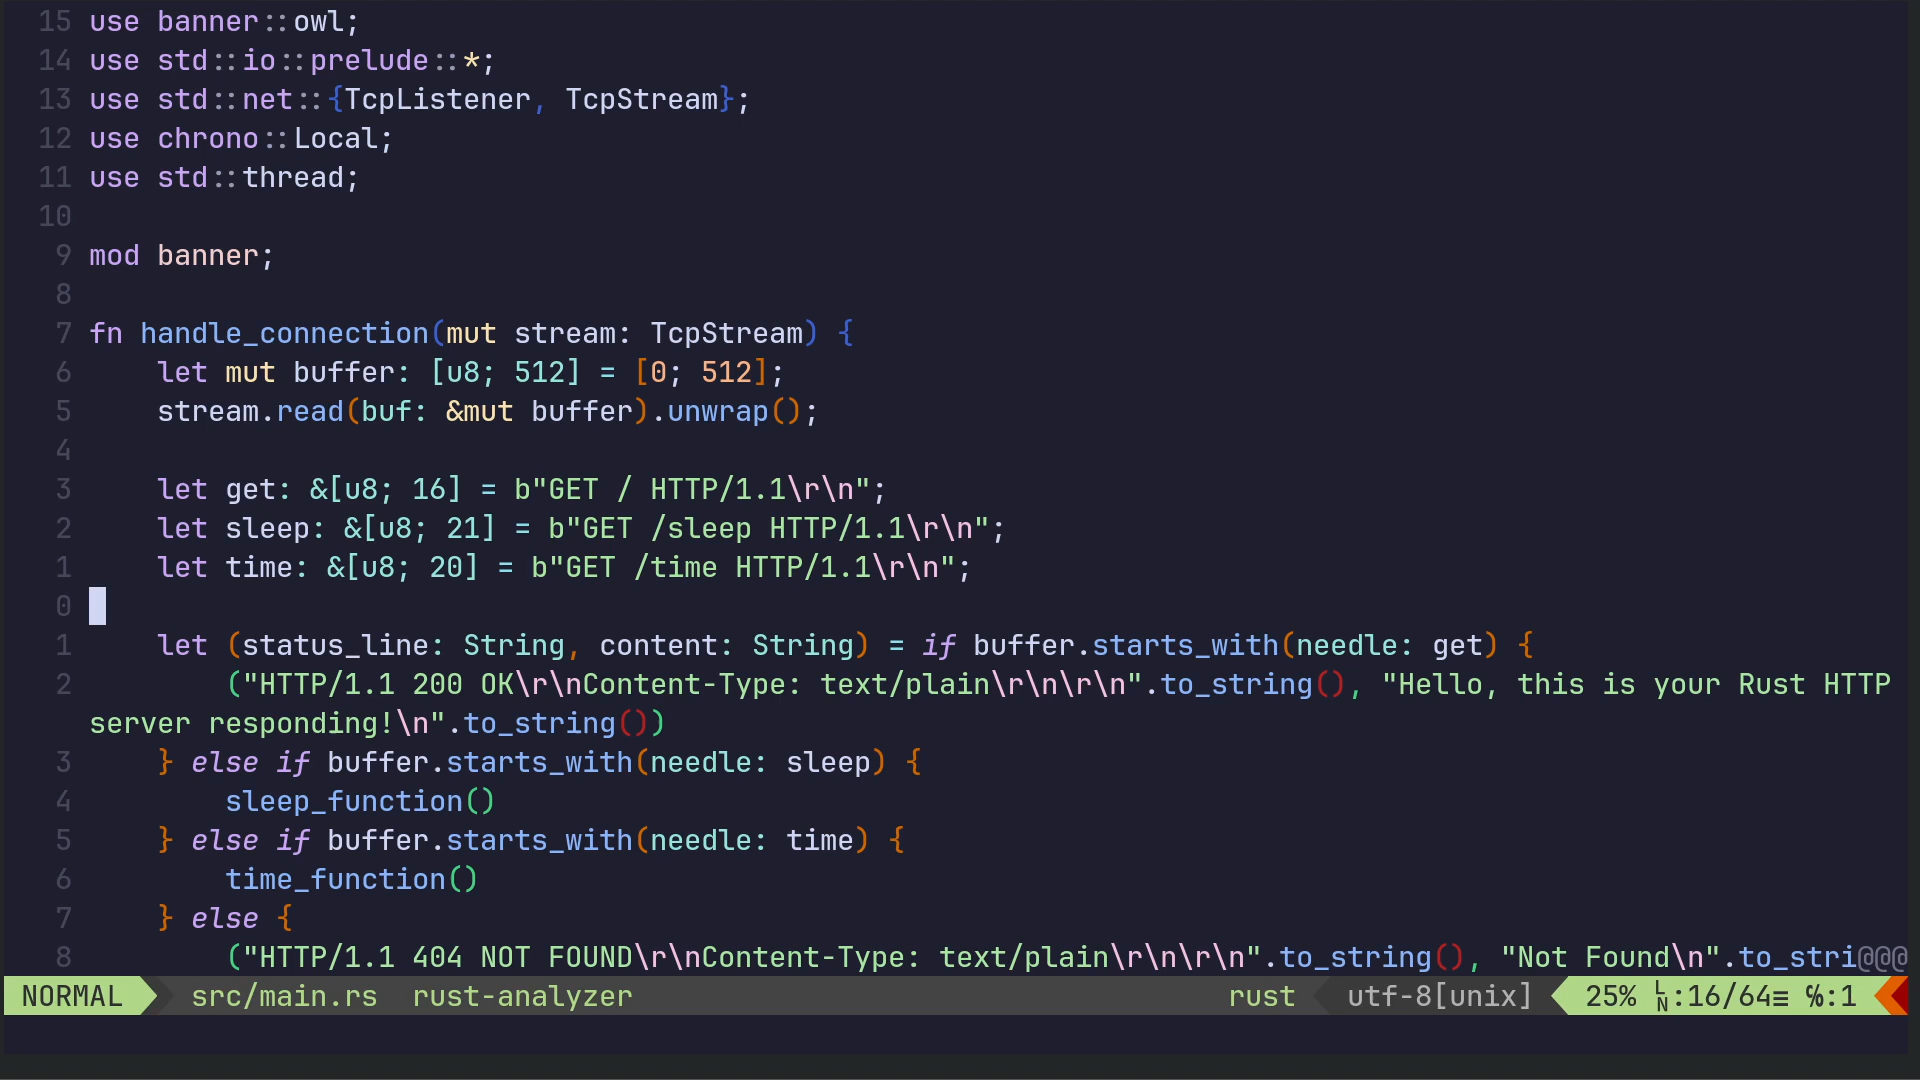 15 use banner::owl;
14 use std::io::prelude::*;
13 use std::net::{TcpListener, TcpStream};
12 use chrono::Local;
11 use std::thread;
10
9 mod banner;
8
7 fn handle_connection(mut stream: TcpStream) {
6     let mut buffer: [u8; 512] = [0; 512];
5     stream.read(buf: &mut buffer).unwrap();
4
3     let get: &[u8; 16] = b"GET / HTTP/1.1\r\n";
2     let sleep: &[u8; 21] = b"GET /sleep HTTP/1.1\r\n";
1     let time: &[u8; 20] = b"GET /time HTTP/1.1\r\n";
0
1     let (status_line: String, content: String) = if buffer.starts_with(needle: get) {
2         ("HTTP/1.1 200 OK\r\nContent-Type: text/plain\r\n\r\n".to_string(), "Hello, this is your Rust HTTP
server responding!\n".to_string())
3     } else if buffer.starts_with(needle: sleep) {
4         sleep_function()
5     } else if buffer.starts_with(needle: time) {
6         time_function()
7     } else {
8         ("HTTP/1.1 404 NOT FOUND\r\nContent-Type: text/plain\r\n\r\n".to_string(), "Not Found\n".to_stri@@@
NORMAL src/main.rs rust-analyzer rust utf-8[unix] 25% LN:16/64≡ ℅:1